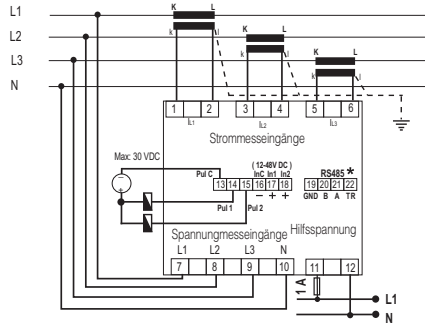 L1
K L
L2
K L
L3
K L
N
k l
k l
k l
1 2 3 4 5 6
IL1 IL2 IL3
Strommesseingänge
Max: 30 VDC
( 12-48V DC )
Pul C InC In1 In2 RS485 *
13 14 15 16 17 18 19 20 21 22
− + + GND B A TR
Pul 1 Pul 2
+
−
Spannungmesseingänge Hilfsspannung
L1 L2 L3 N
7 8 9 10 11 12
1 A
L1
N